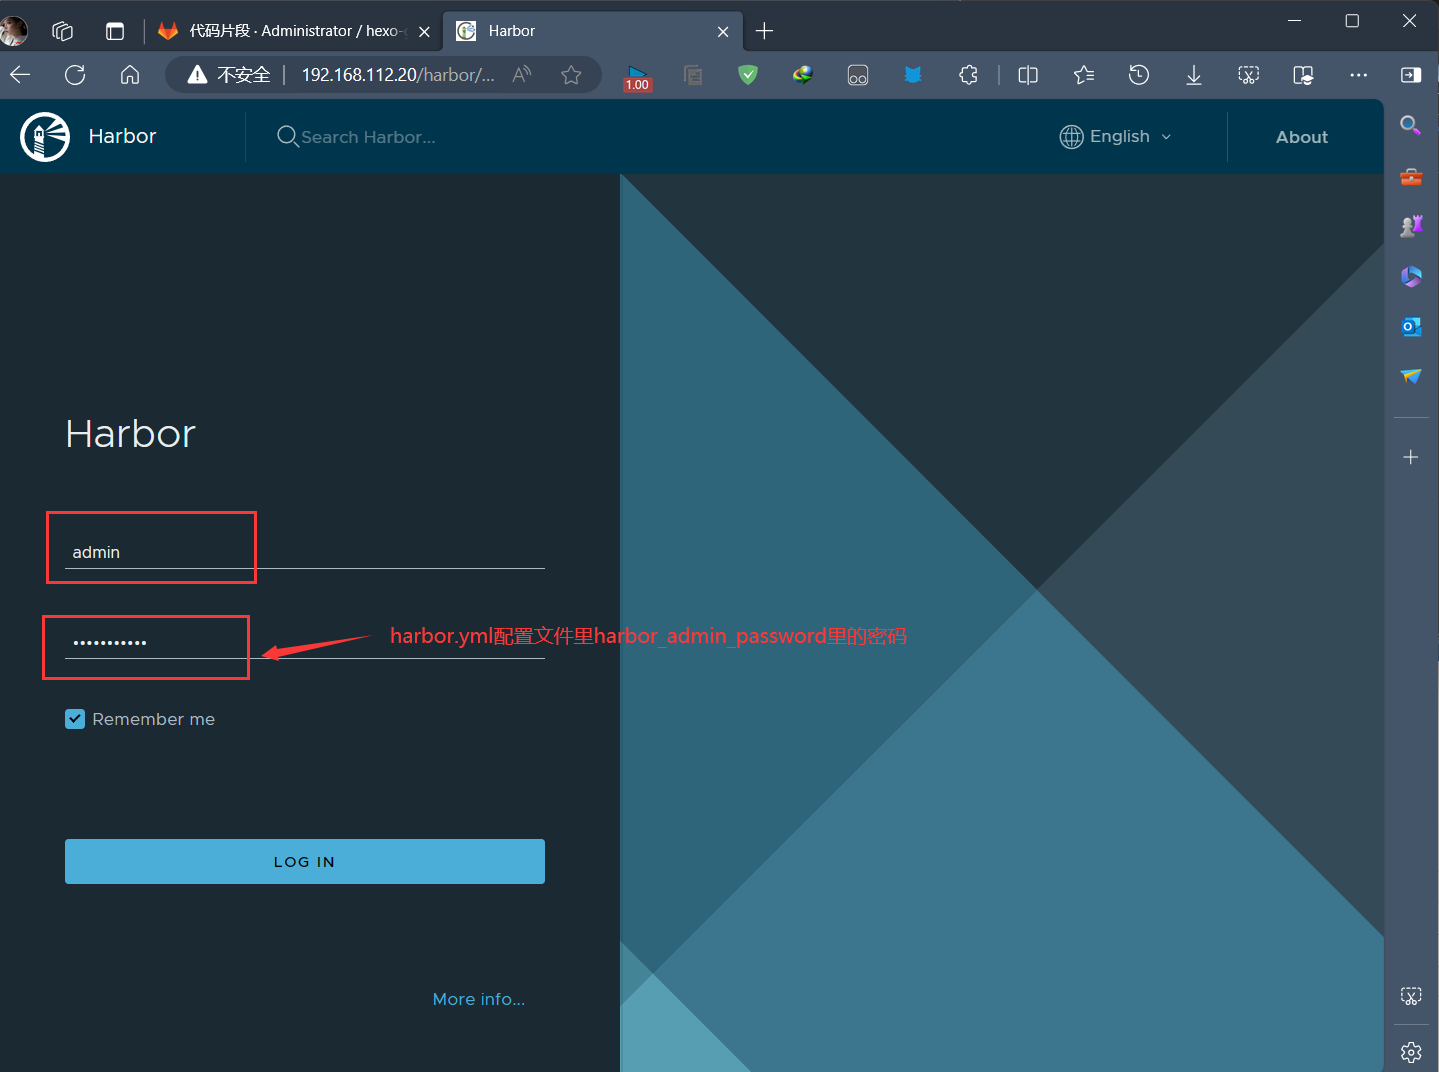 代码片段 · Administrator / hexo-
Harbor
不安全
192.168.112.20/harbor/...
1.00
Harbor
Search Harbor...
English
About
Harbor
admin
•••••••••••
harbor.yml配置文件里harbor_admin_password里的密码
Remember me
LOG IN
More info...